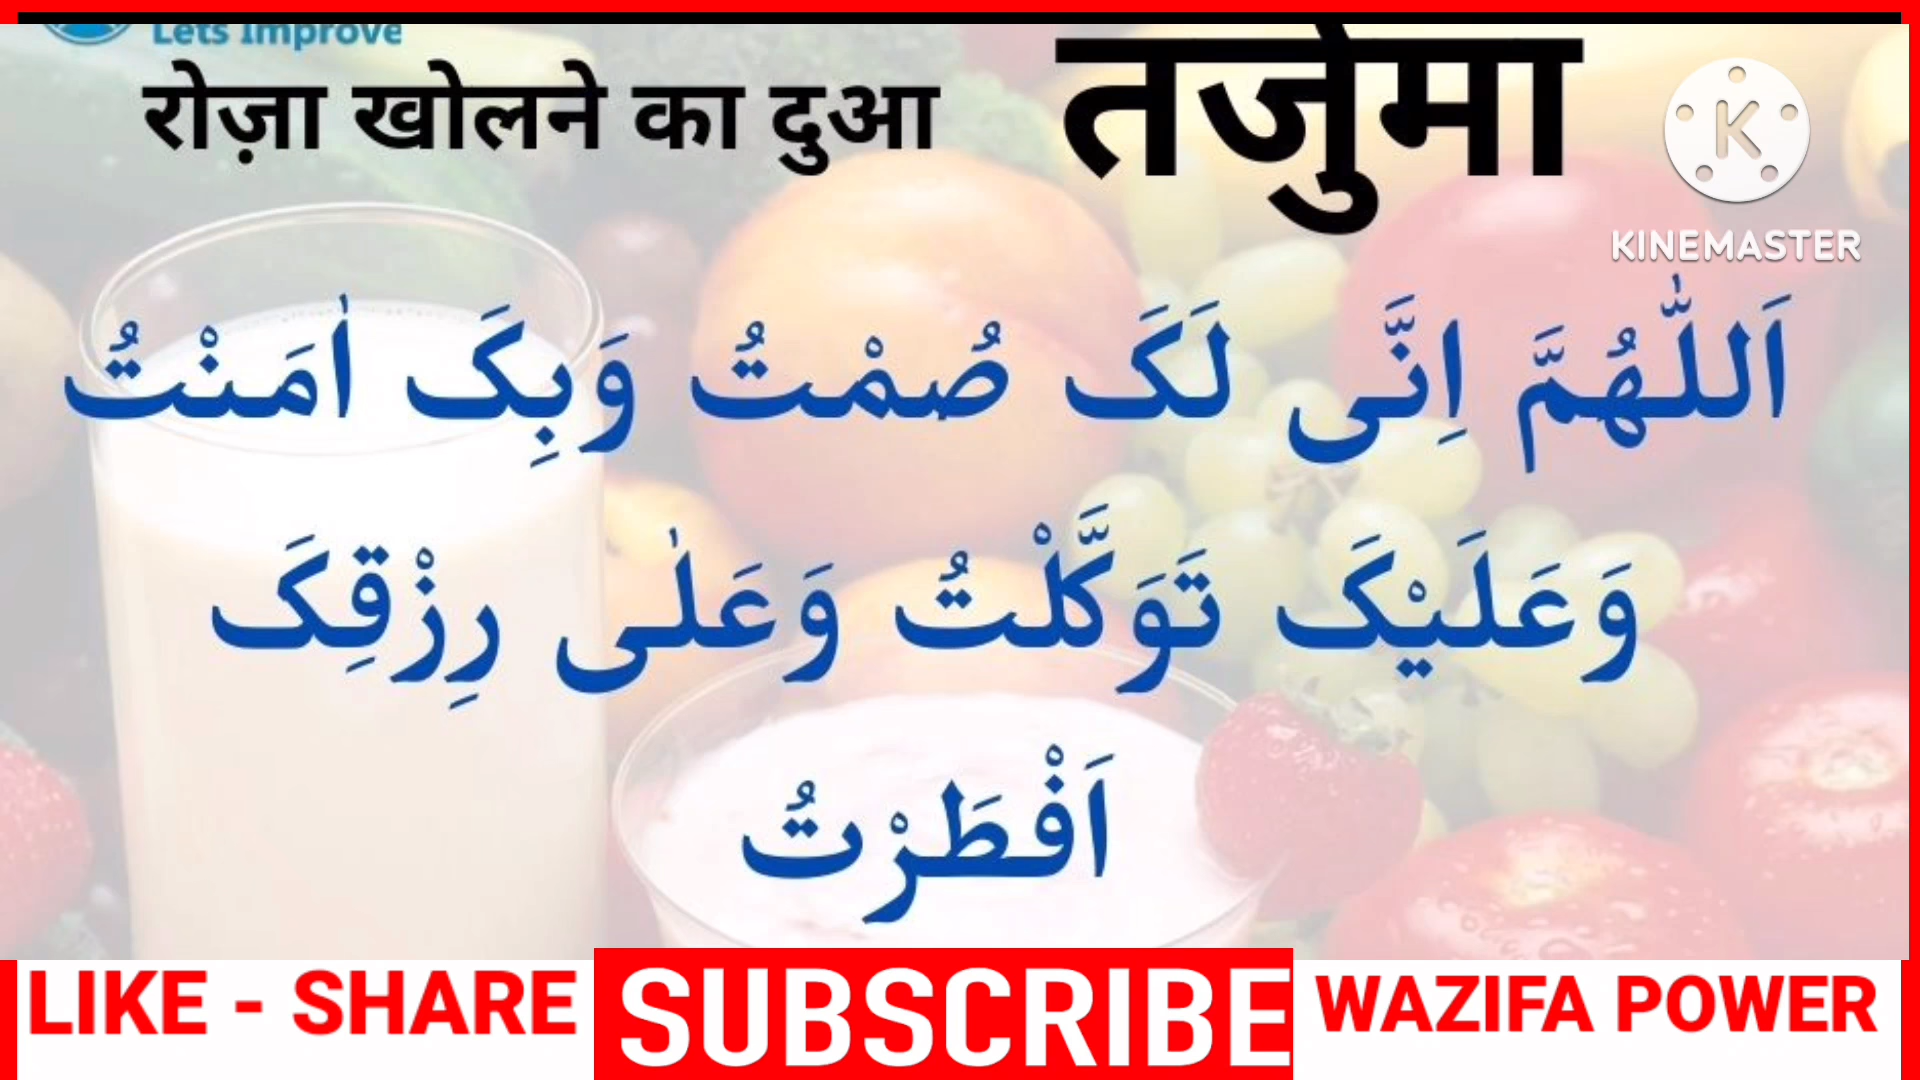 Lets Improve
रोज़ा खोलने का दुआ
तर्जुमा
KINEMASTER
اَللّٰهُمَّ اِنَّی لَکَ صُمْتُ وَبِکَ اٰمَنْتُ
وَعَلَیْکَ تَوَکَّلْتُ وَعَلٰی رِزْقِکَ
اَفْطَرْتُ
LIKE - SHARE
SUBSCRIBE
WAZIFA POWER